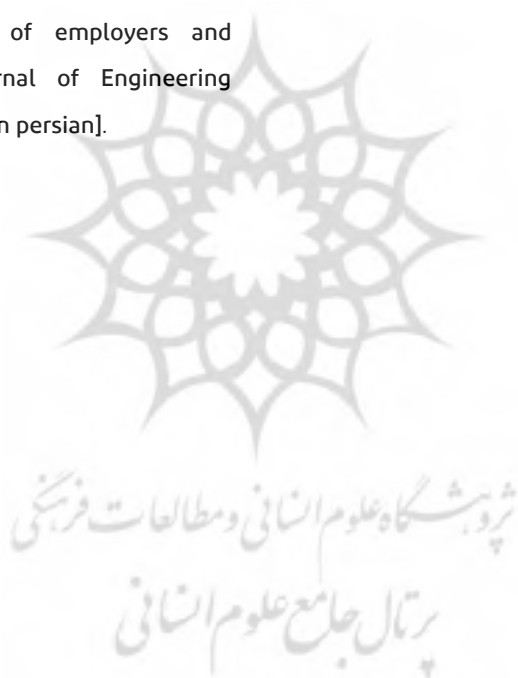 of employers and
rnal of Engineering
n persian].
پژوهشگاه علوم انسانی و مطالعات فرهنگی
پرتال جامع علوم انسانی